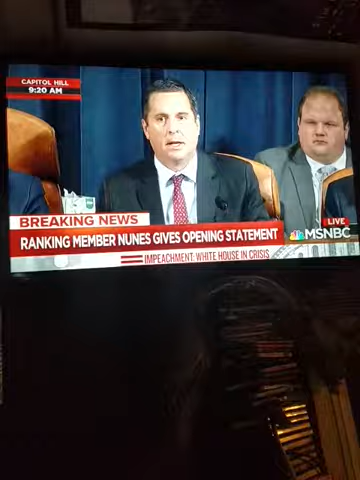 CAPITOL HILL
9:20 AM
BREAKING NEWS
LIVE
RANKING MEMBER NUNES GIVES OPENING STATEMENT
MSNBC
IMPEACHMENT: WHITE HOUSE IN CRISIS